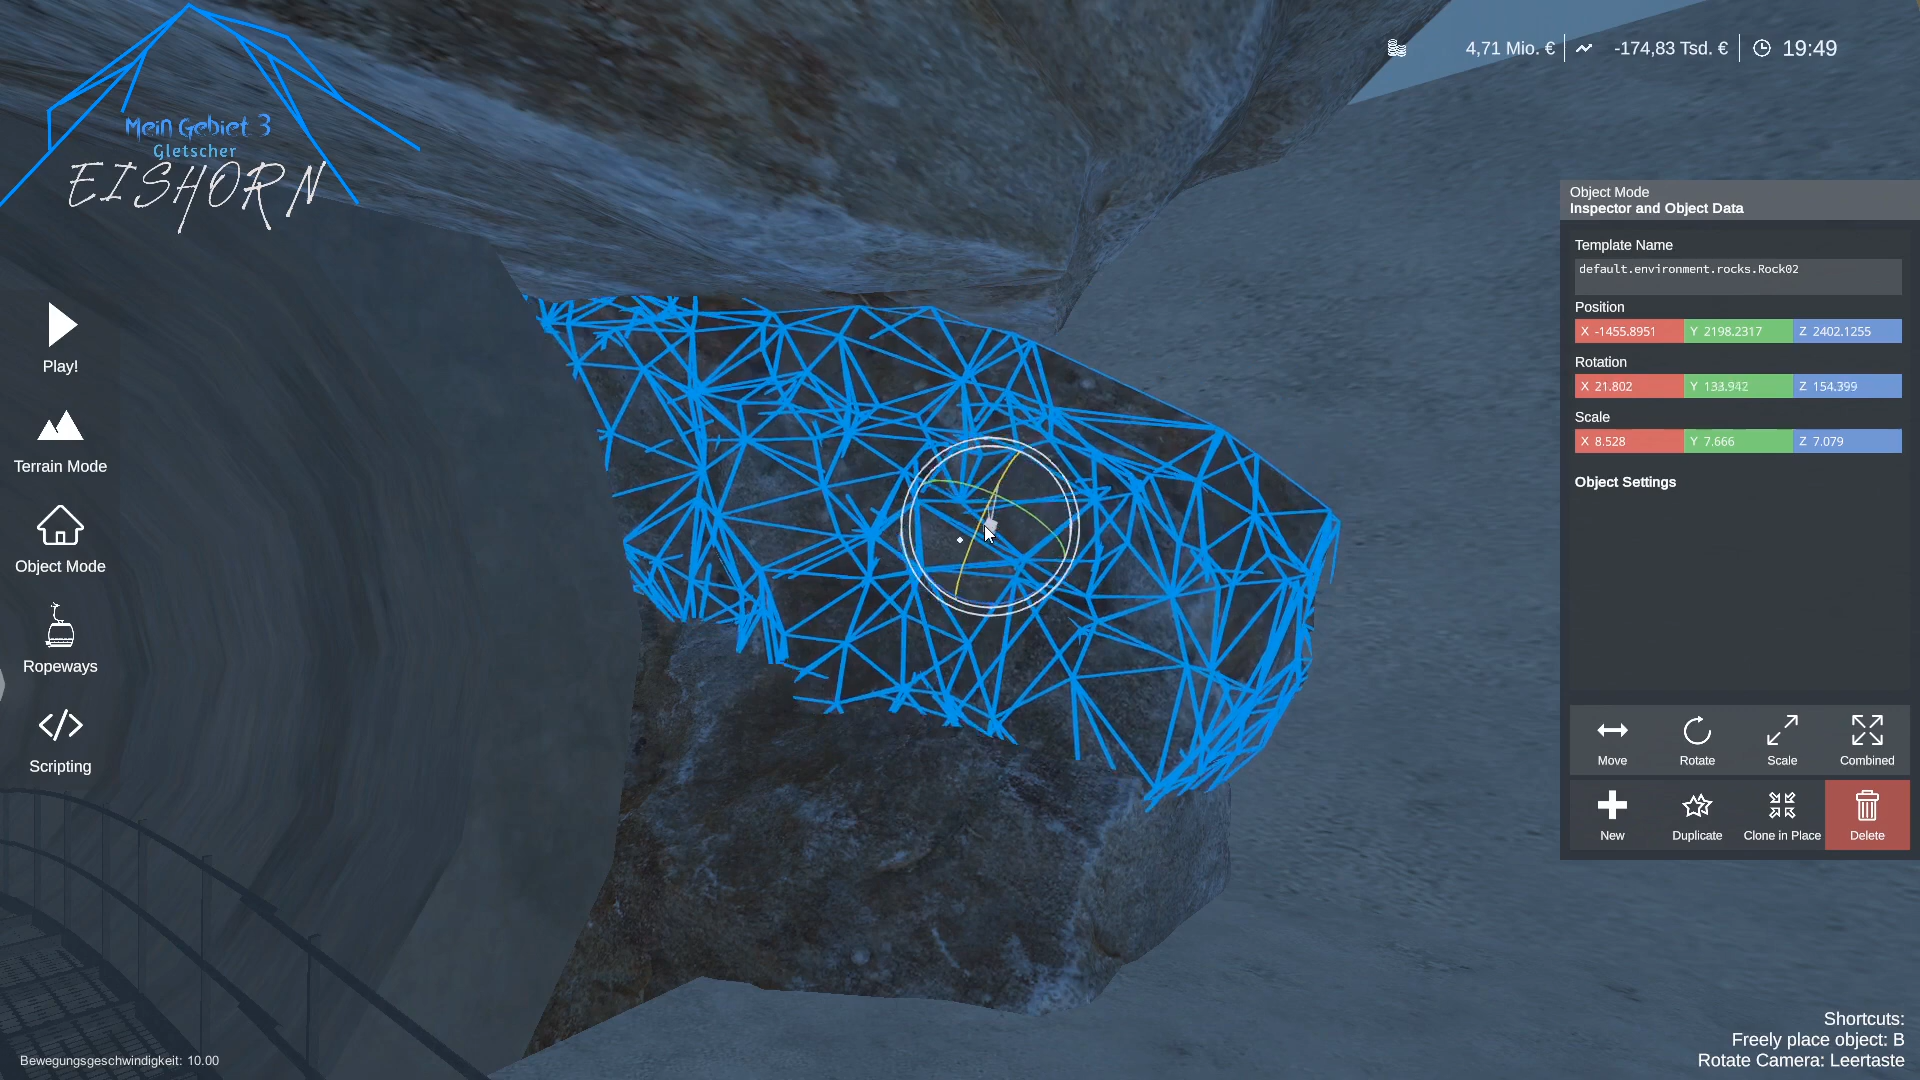 Mein Gebiet 3
Gletscher
EISHORN
4,71 Mio. €
-174,83 Tsd. €
19:49
Play!
Terrain Mode
Object Mode
Ropeways
Scripting
Object Mode
Inspector and Object Data
Template Name
default.environment.rocks.Rock02
Position
X -1455.8951 Y 2198.2317 Z 2402.1255
Rotation
X 21.802 Y 133.942 Z 154.399
Scale
X 8.528 Y 7.666 Z 7.079
Object Settings
Move Rotate Scale Combined
New Duplicate Clone in Place Delete
Shortcuts:
Freely place object: B
Rotate Camera: Leertaste
Bewegungsgeschwindigkeit: 10.00